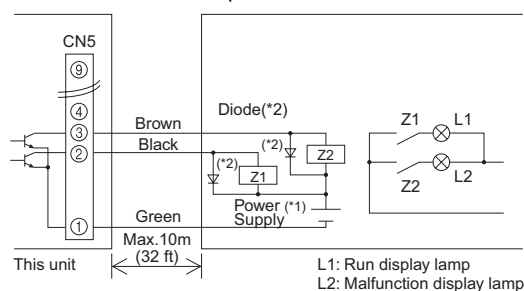 CN5
⑨
④
③
②
①
Brown
Black
Green
Max.10m
(32 ft)
This unit
Diode(*2)
(*2)
Z2
(*2)
Z1
Power (*1)
Supply
Z1
L1
Z2
L2
L1: Run display lamp
L2: Malfunction display lamp